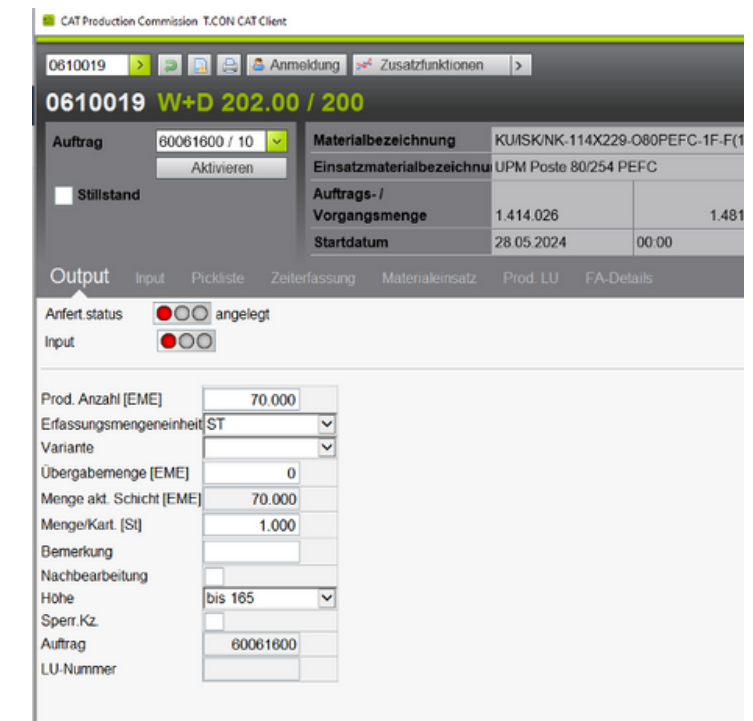 CAT Production Commission T.CON CAT Client
0610019 > Anmeldung Zusatzfunktionen >
0610019 W+D 202.00 / 200
Auftrag 60061600 / 10 Materialbezeichnung KU/ISK/NK-114X229-O80PEFC-1F-F(1
Aktivieren Einsatzmaterialbezeichnu UPM Poste 80/254 PEFC
Stillstand Auftrags- /
Vorgangsmenge 1.414.026 1.481
Startdatum 28.05.2024 00:00
Output Input Pickliste Zeiterfassung Materialeinsatz Prod. LU FA-Details
Anfert.status angelegt
Input
Prod. Anzahl [EME] 70.000
Erfassungsmengeneinheit ST
Variante
Übergabemenge [EME] 0
Menge akt. Schicht [EME] 70.000
Menge/Kart. [St] 1.000
Bemerkung
Nachbearbeitung
Höhe bis 165
Sperr.Kz.
Auftrag 60061600
LU-Nummer